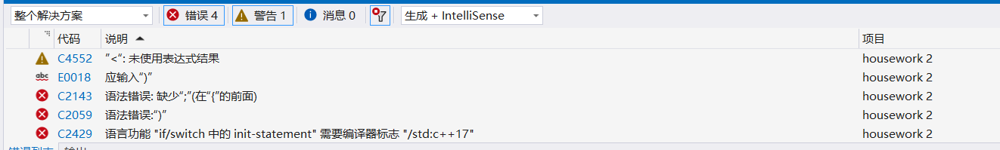 整个解决方案 错误 4 警告 1 消息 0 生成 + IntelliSense
代码 说明 项目
C4552 "<": 未使用表达式结果 housework 2
abc E0018 应输入“)” housework 2
C2143 语法错误: 缺少“;”(在“{”的前面) housework 2
C2059 语法错误:“)” housework 2
C2429 语言功能 "if/switch 中的 init-statement" 需要编译器标志 "/std:c++17" housework 2